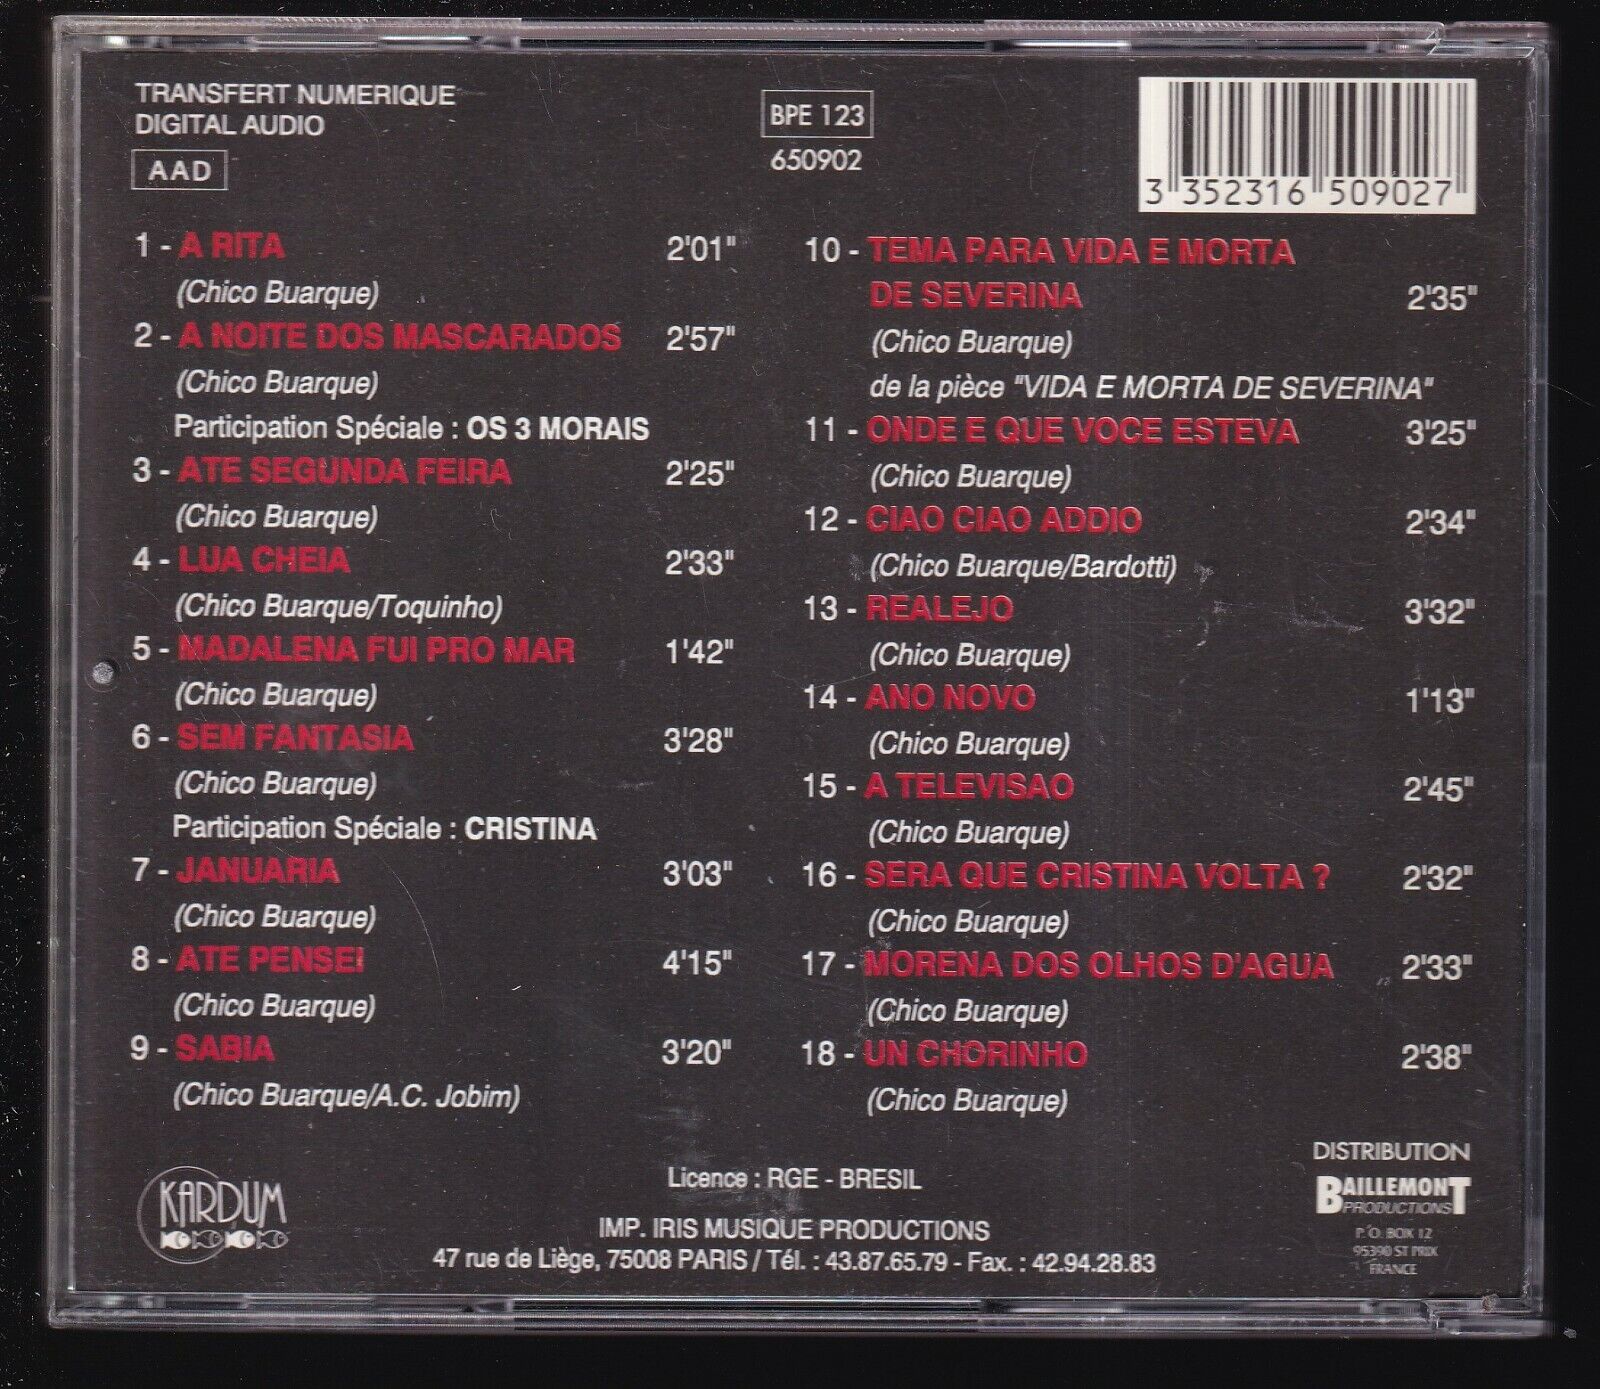 TRANSFERT NUMERIQUE
DIGITAL AUDIO
AAD
BPE 123
650902
3 352316 509027
1 - A RITA 2'01"
(Chico Buarque)
2 - A NOITE DOS MASCARADOS 2'57"
(Chico Buarque)
Participation Spéciale : OS 3 MORAIS
3 - ATE SEGUNDA FEIRA 2'25"
(Chico Buarque)
4 - LUA CHEIA 2'33"
(Chico Buarque/Toquinho)
5 - MADALENA FUI PRO MAR 1'42"
(Chico Buarque)
6 - SEM FANTASIA 3'28"
(Chico Buarque)
Participation Spéciale : CRISTINA
7 - JANUARIA 3'03"
(Chico Buarque)
8 - ATE PENSEI 4'15"
(Chico Buarque)
9 - SABIA 3'20"
(Chico Buarque/A.C. Jobim)
10 - TEMA PARA VIDA E MORTA
DE SEVERINA 2'35"
(Chico Buarque)
de la pièce "VIDA E MORTA DE SEVERINA"
11 - ONDE E QUE VOCE ESTEVA 3'25"
(Chico Buarque)
12 - CIAO CIAO ADDIO 2'34"
(Chico Buarque/Bardotti)
13 - REALEJO 3'32"
(Chico Buarque)
14 - ANO NOVO 1'13"
(Chico Buarque)
15 - A TELEVISAO 2'45"
(Chico Buarque)
16 - SERA QUE CRISTINA VOLTA ? 2'32"
(Chico Buarque)
17 - MORENA DOS OLHOS D'AGUA 2'33"
(Chico Buarque)
18 - UN CHORINHO 2'38"
(Chico Buarque)
KARDUM
Licence : RGE - BRESIL
IMP. IRIS MUSIQUE PRODUCTIONS
47 rue de Liège, 75008 PARIS / Tél. : 43.87.65.79 - Fax. : 42.94.28.83
DISTRIBUTION
BAILLEMONT
PRODUCTIONS
P.O. BOX 12
95390 ST PRIX
FRANCE